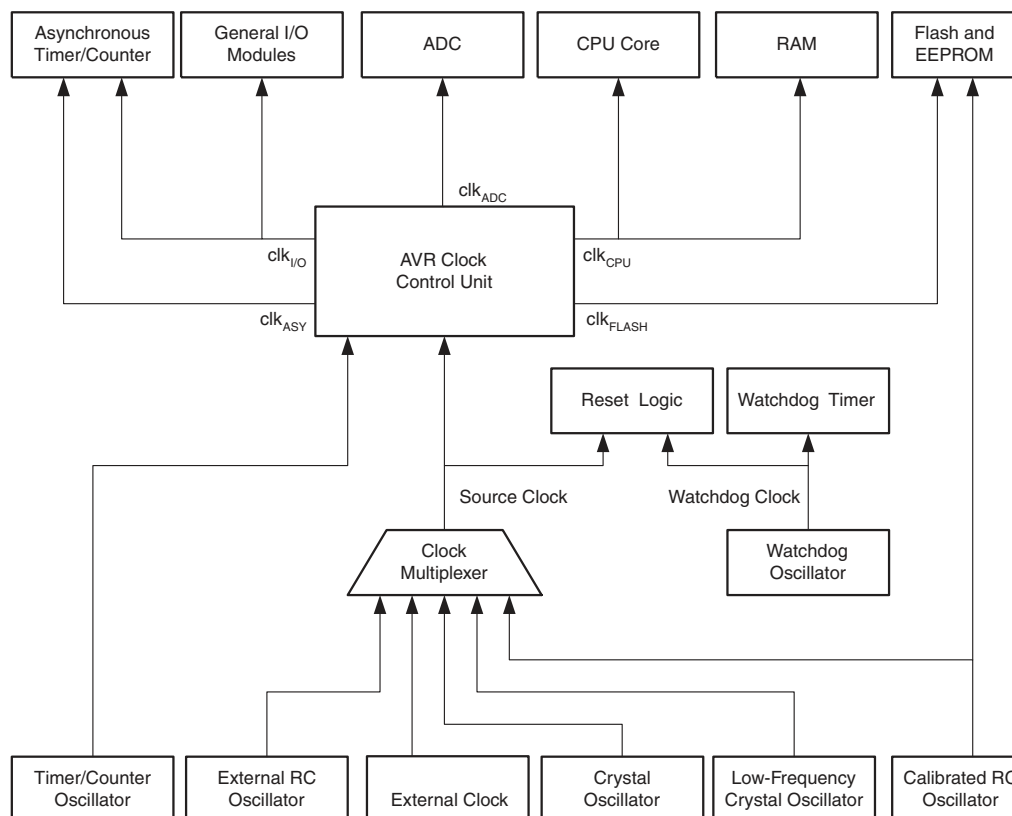 Asynchronous
Timer/Counter
General I/O
Modules
ADC
CPU Core
RAM
Flash and
EEPROM
clkADC
AVR Clock
Control Unit
clkI/O
clkCPU
clkASY
clkFLASH
Reset Logic
Watchdog Timer
Source Clock
Watchdog Clock
Clock
Multiplexer
Watchdog
Oscillator
Timer/Counter
Oscillator
External RC
Oscillator
External Clock
Crystal
Oscillator
Low-Frequency
Crystal Oscillator
Calibrated RC
Oscillator